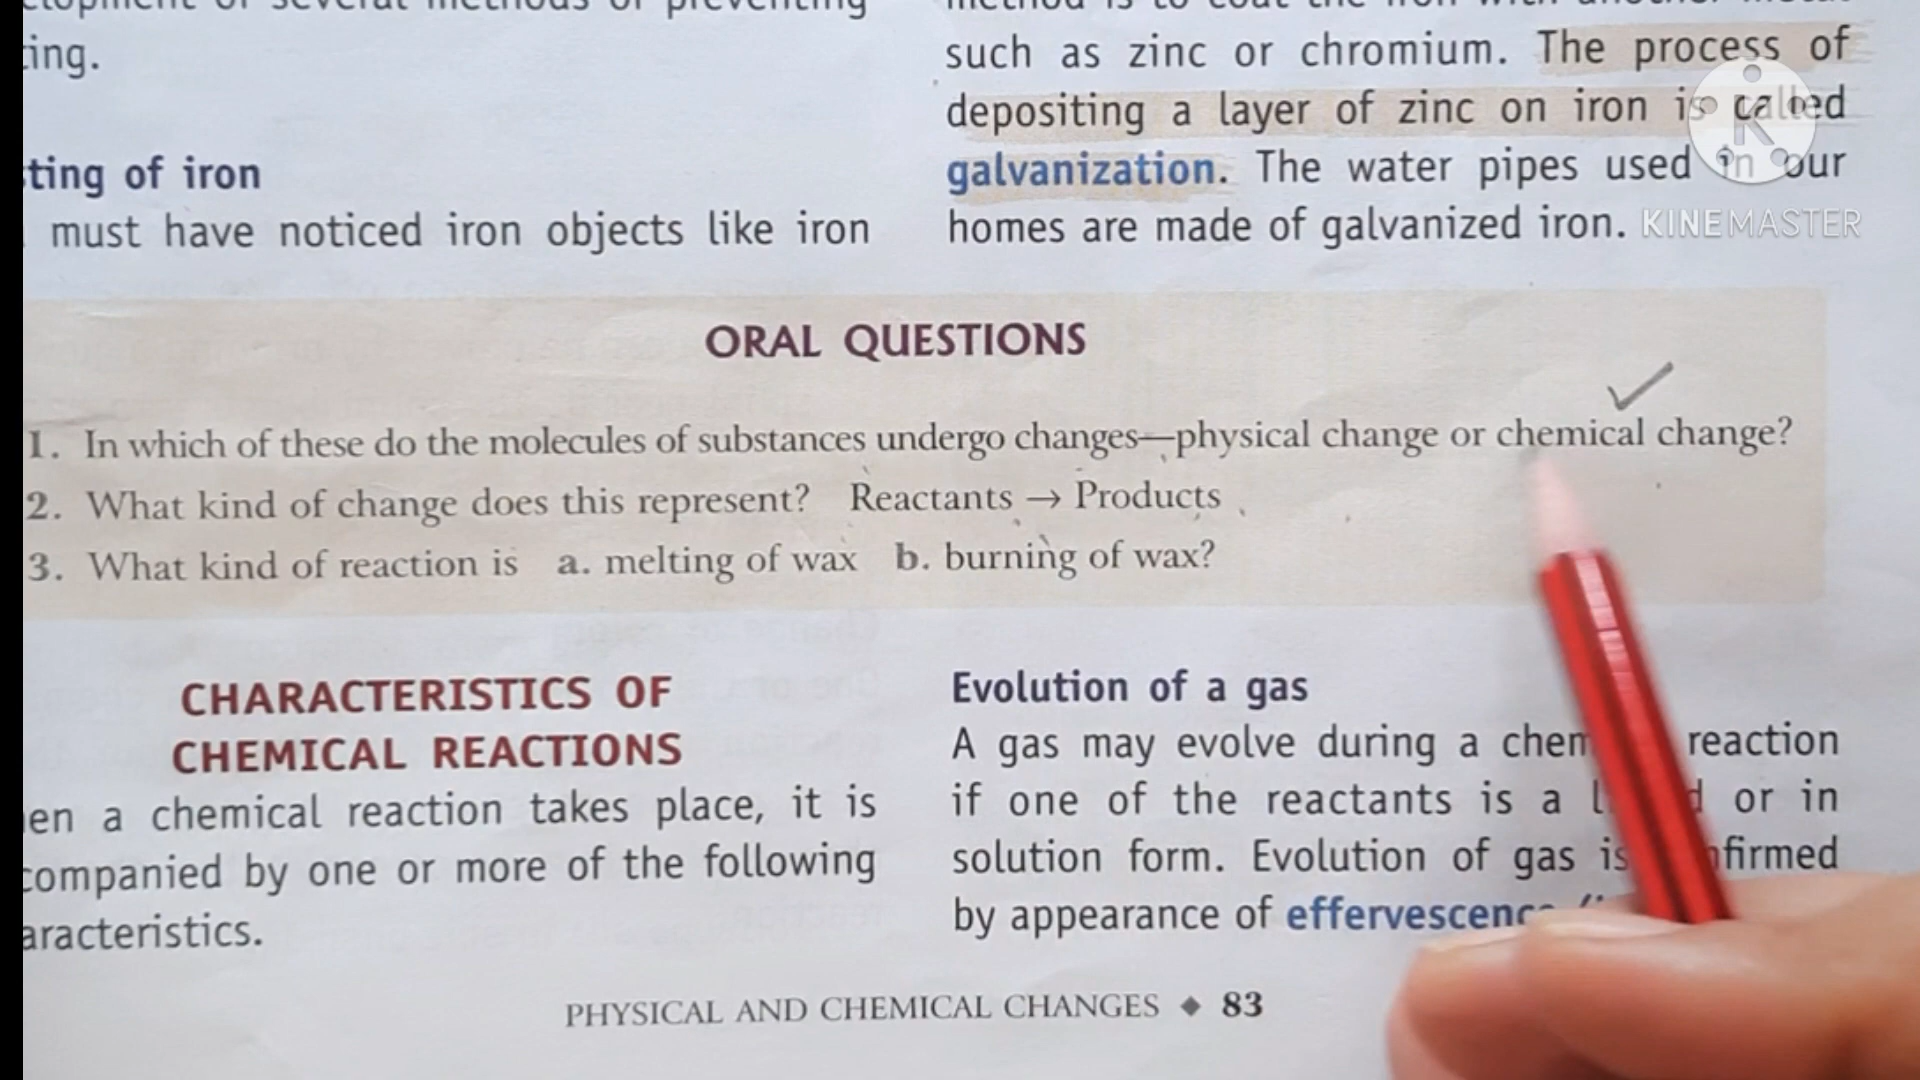 ing.
ting of iron
must have noticed iron objects like iron
such as zinc or chromium. The process of
depositing a layer of zinc on iron is called
galvanization. The water pipes used in our
homes are made of galvanized iron.
KINEMASTER
ORAL QUESTIONS
1. In which of these do the molecules of substances undergo changes—physical change or chemical change?
2. What kind of change does this represent? Reactants → Products
3. What kind of reaction is a. melting of wax b. burning of wax?
CHARACTERISTICS OF
CHEMICAL REACTIONS
en a chemical reaction takes place, it is
companied by one or more of the following
aracteristics.
Evolution of a gas
A gas may evolve during a chem reaction
if one of the reactants is a l d or in
solution form. Evolution of gas is firmed
by appearance of effervescence
PHYSICAL AND CHEMICAL CHANGES ◆ 83